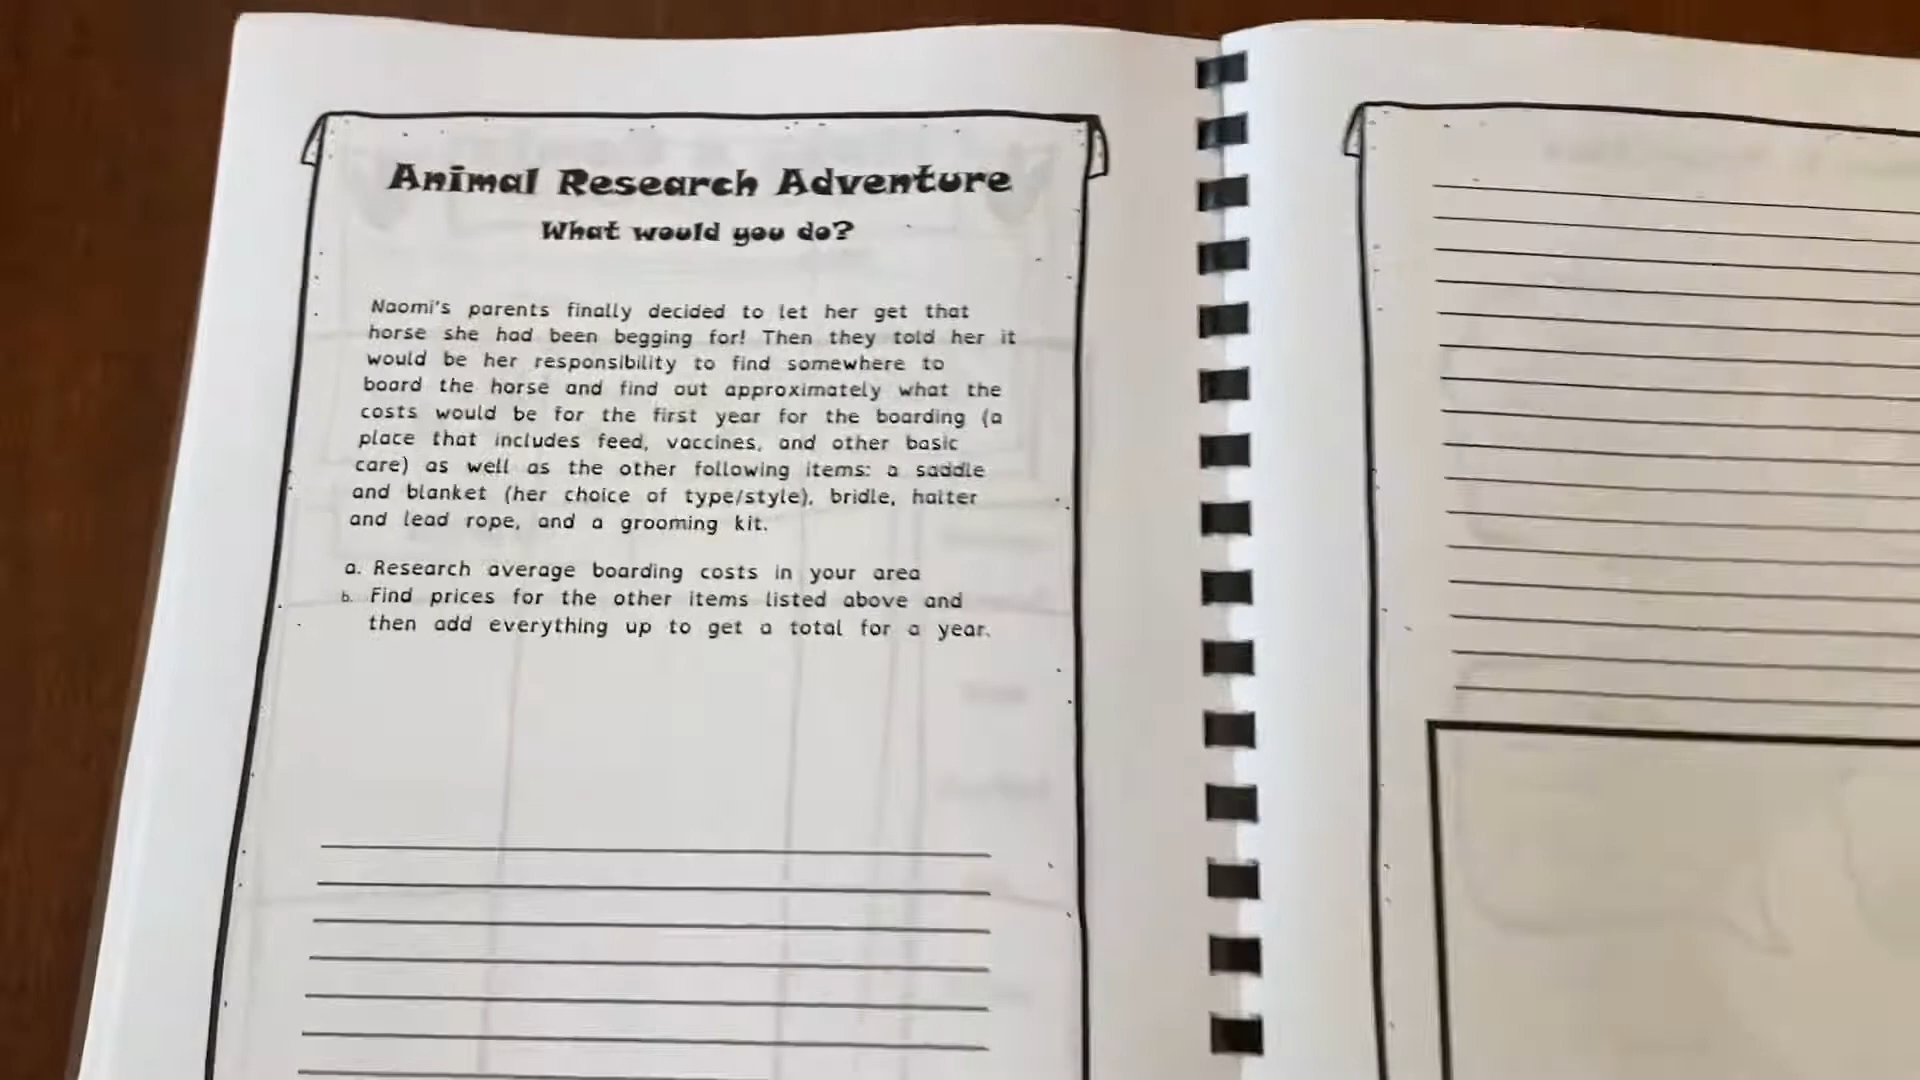 Animal Research Adventure
What would you do?
Naomi's parents finally decided to let her get that
horse she had been begging for! Then they told her it
would be her responsibility to find somewhere to
board the horse and find out approximately what the
costs would be for the first year for the boarding (a
place that includes feed, vaccines, and other basic
care) as well as the other following items: a saddle
and blanket (her choice of type/style), bridle, halter
and lead rope, and a grooming kit.
a. Research average boarding costs in your area
b. Find prices for the other items listed above and
then add everything up to get a total for a year.